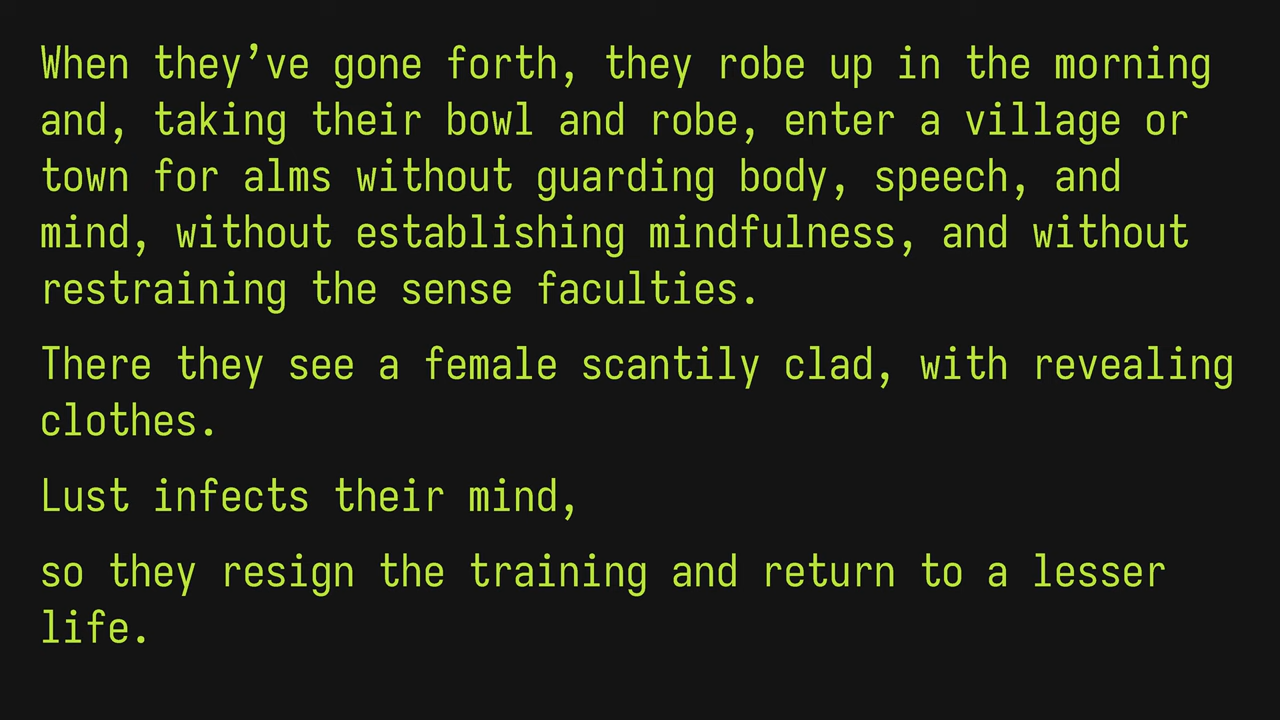 When they’ve gone forth, they robe up in the morning
and, taking their bowl and robe, enter a village or
town for alms without guarding body, speech, and
mind, without establishing mindfulness, and without
restraining the sense faculties.
There they see a female scantily clad, with revealing
clothes.
Lust infects their mind,
so they resign the training and return to a lesser
life.